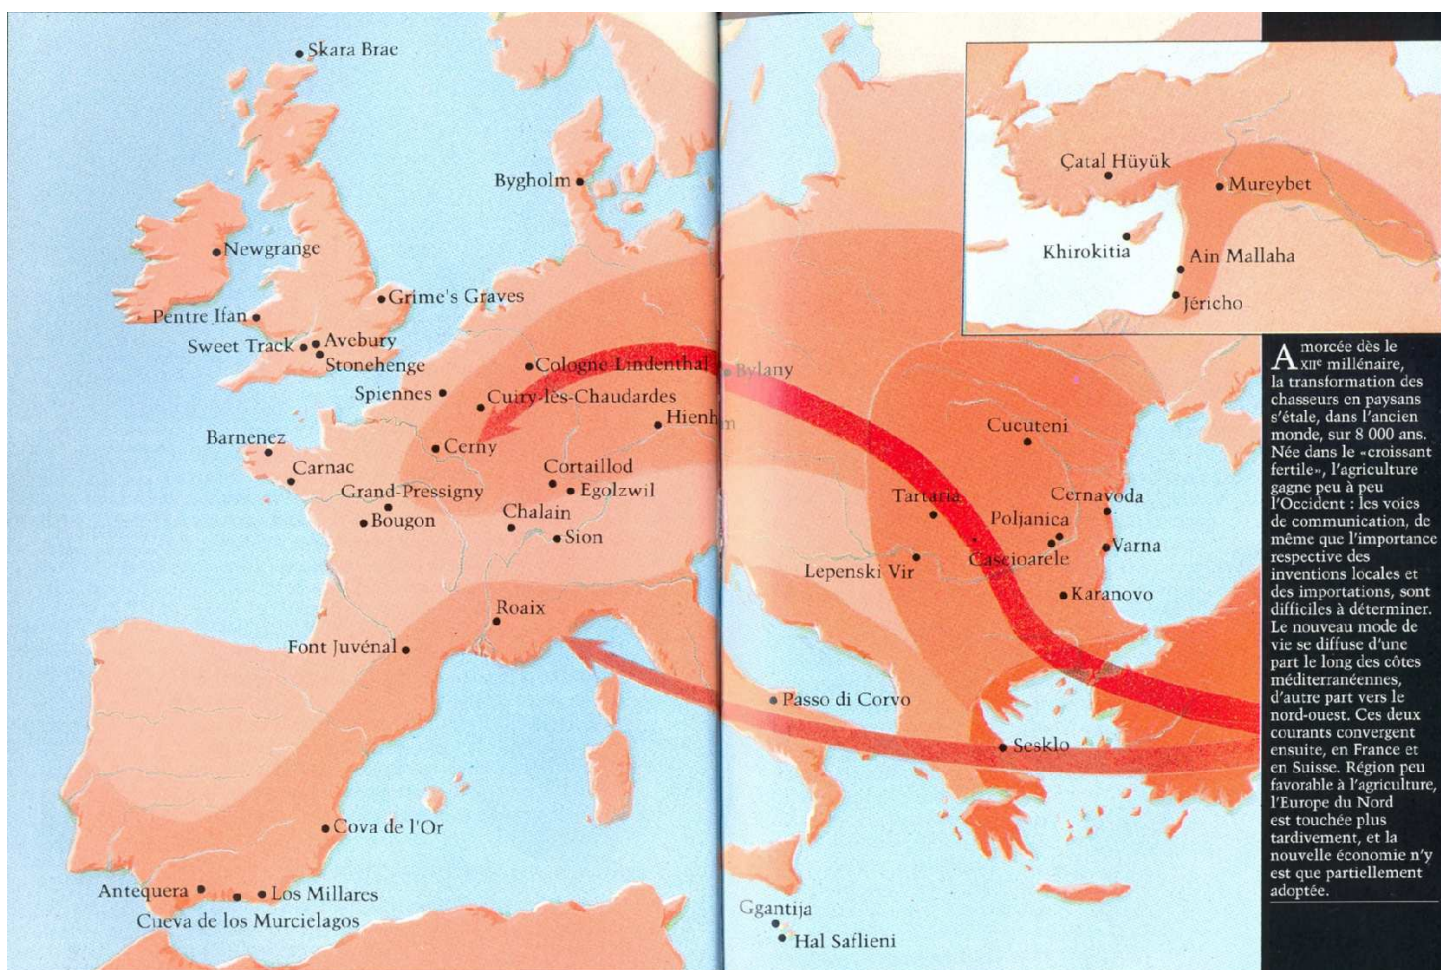 Skara Brae
Bygholm
Newgrange
Grime's Graves
Pentre Ifan
Avebury
Sweet Track
Stonehenge
Cologne-Lindenthal
Bylany
Spiennes
Cuiry-lès-Chaudardes
Hienheim
Barnenez
Cerny
Carnac
Cortaillod
Grand-Pressigny
Egolzwil
Bougon
Chalain
Sion
Roaix
Font Juvénal
Cova de l'Or
Antequera
Los Millares
Cueva de los Murcielagos
Cucuteni
Tartaria
Cernavoda
Poljanica
Varna
Cascioarele
Lepenski Vir
Karanovo
Passo di Corvo
Sesklo
Ggantija
Hal Saflieni
Çatal Hüyük
Mureybet
Khirokitia
Ain Mallaha
Jéricho
Amorcée dès le
XIIe millénaire,
la transformation des
chasseurs en paysans
s'étale, dans l'ancien
monde, sur 8 000 ans.
Née dans le «croissant
fertile», l'agriculture
gagne peu à peu
l'Occident : les voies
de communication, de
même que l'importance
respective des
inventions locales et
des importations, sont
difficiles à déterminer.
Le nouveau mode de
vie se diffuse d'une
part le long des côtes
méditerranéennes,
d'autre part vers le
nord-ouest. Ces deux
courants convergent
ensuite, en France et
en Suisse. Région peu
favorable à l'agriculture,
l'Europe du Nord
est touchée plus
tardivement, et la
nouvelle économie n'y
est que partiellement
adoptée.